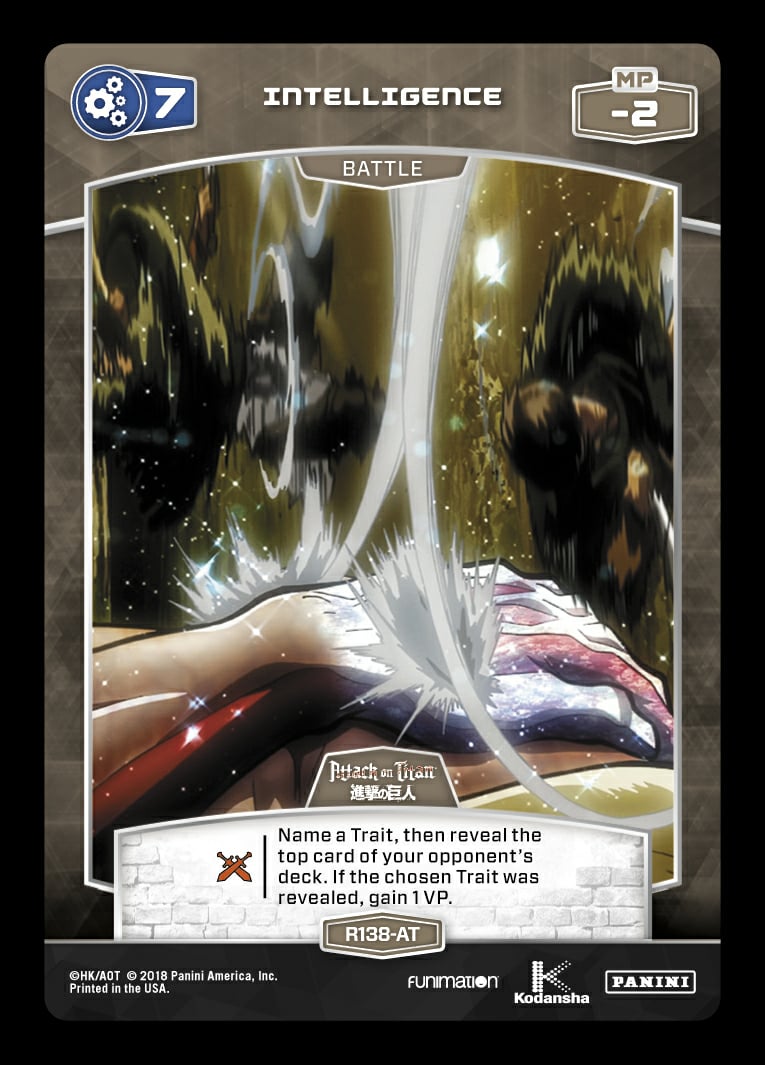 7
INTELLIGENCE
MP
-2
BATTLE
Attack on Titan
進撃の巨人
Name a Trait, then reveal the
top card of your opponent's
deck. If the chosen Trait was
revealed, gain 1 VP.
R138-AT
©HK/AOT © 2018 Panini America, Inc.
Printed in the USA.
FUNIMATION
K
Kodansha
PANINI